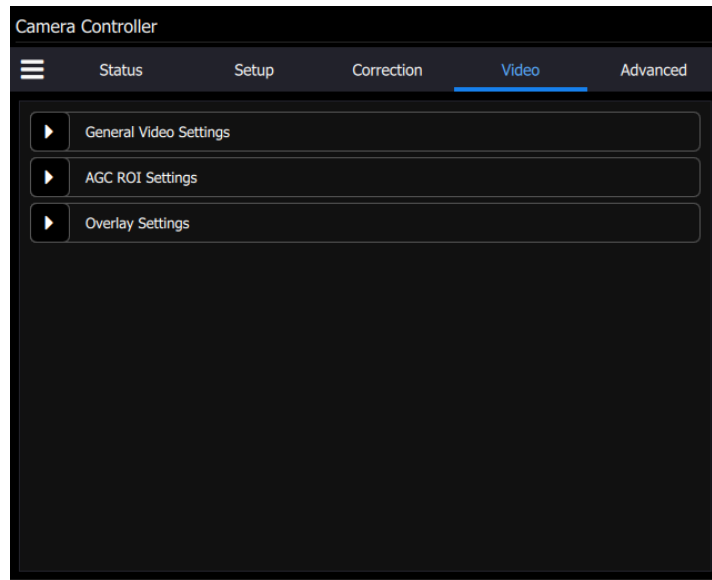 Camera Controller
Status Setup Correction Video Advanced
General Video Settings
AGC ROI Settings
Overlay Settings